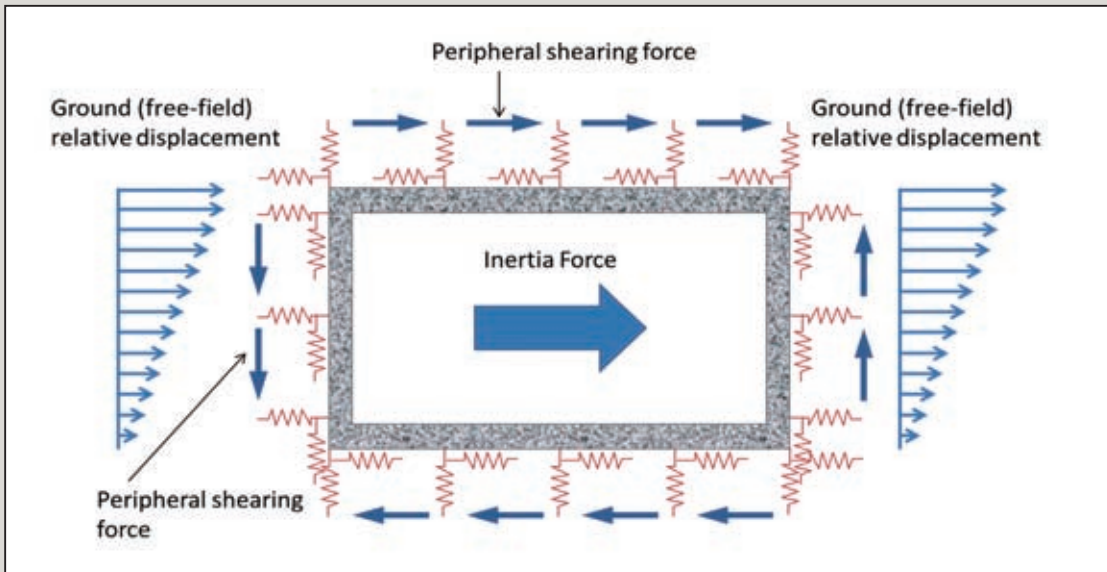 Peripheral shearing force
Ground (free-field)
relative displacement
Ground (free-field)
relative displacement
Inertia Force
Peripheral shearing
force